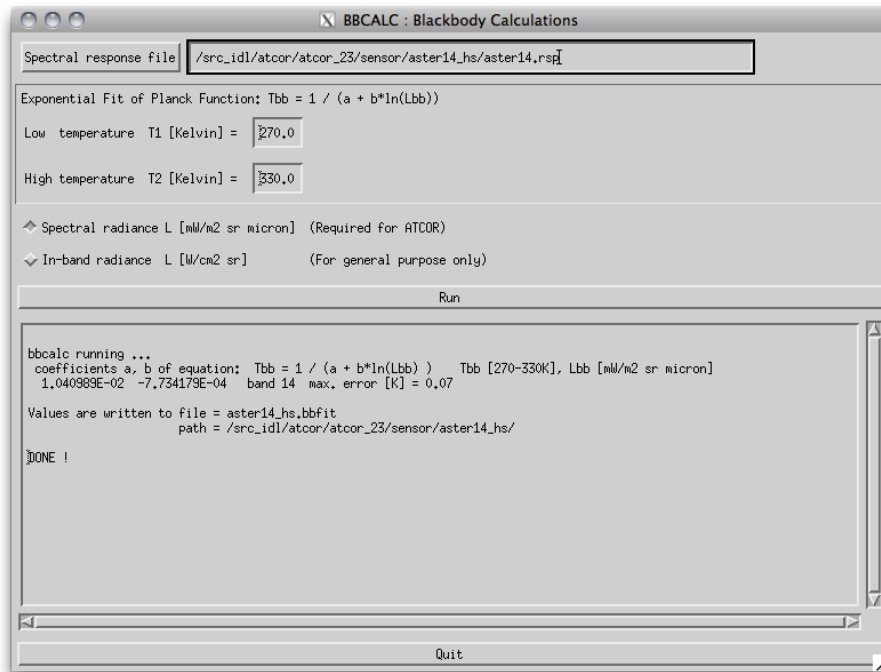 BBCALC : Blackbody Calculations
Spectral response file /src_idl/atcor/atcor_23/sensor/aster14_hs/aster14.rsp
Exponential Fit of Planck Function: Tbb = 1 / (a + b*ln(Lbb))
Low temperature T1 [Kelvin] = 270.0
High temperature T2 [Kelvin] = 330.0
Spectral radiance L [mW/m2 sr micron] (Required for ATCOR)
In-band radiance L [W/cm2 sr] (For general purpose only)
Run
bbcalc running ...
coefficients a, b of equation: Tbb = 1 / (a + b*ln(Lbb) ) Tbb [270-330K], Lbb [mW/m2 sr micron]
1.040989E-02 -7.734179E-04 band 14 max. error [K] = 0.07
Values are written to file = aster14_hs.bbfit
path = /src_idl/atcor/atcor_23/sensor/aster14_hs/
DONE !
Quit